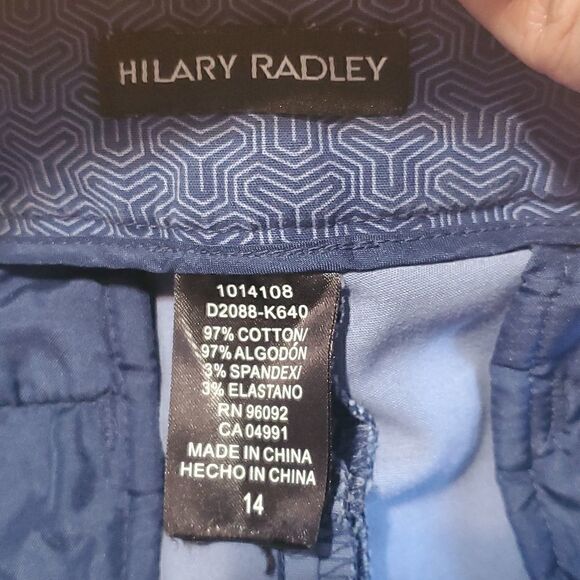 HILARY RADLEY
1014108
D2088-K640
97% COTTON/
97% ALGODÓN
3% SPANDEX/
3% ELASTANO
RN 96092
CA 04991
MADE IN CHINA
HECHO IN CHINA
14